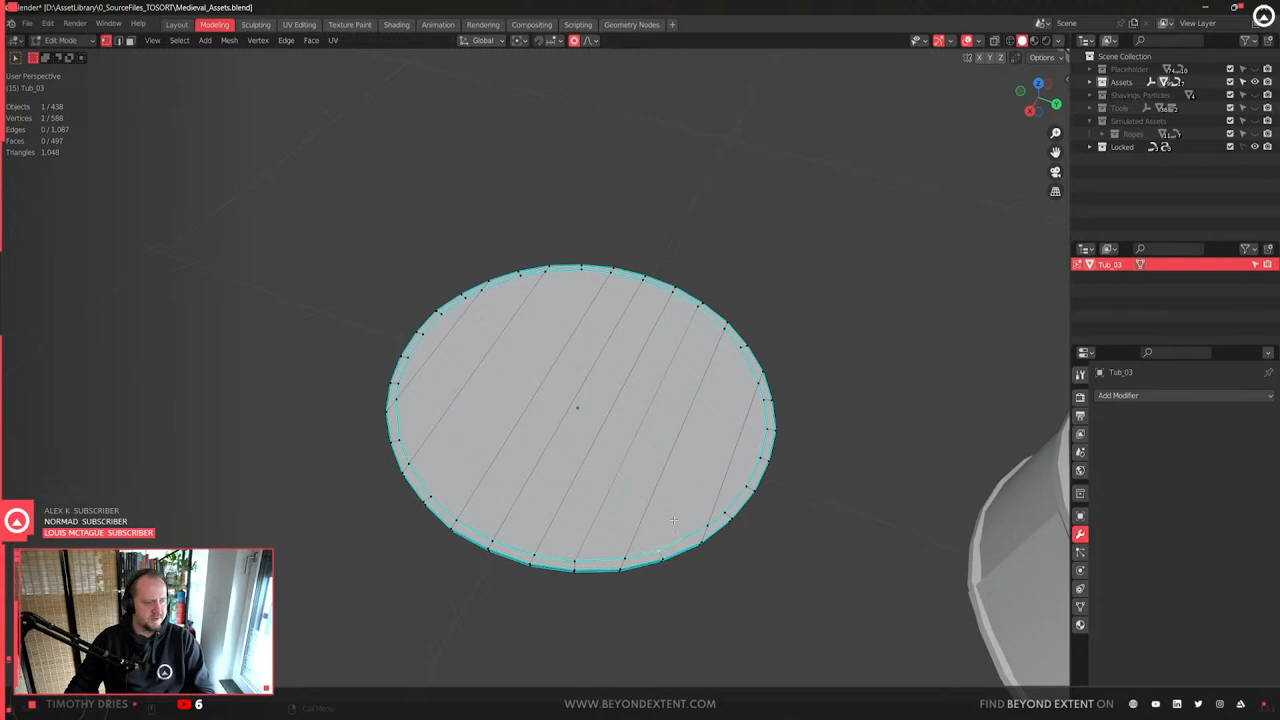 Blender* [D:\AssetLibrary\0_SourceFiles_TOSORT\Medieval_Assets.blend]
File Edit Render Window Help Layout Modeling Sculpting UV Editing Texture Paint Shading Animation Rendering Compositing Scripting Geometry Nodes + Scene View Layer
Edit Mode View Select Add Mesh Vertex Edge Face UV Global
X Y Z Options
User Perspective
(15) Tub_03
Objects 1/438
Vertices 1/588
Edges 0/1,087
Faces 0/497
Triangles 1,048
Z
Y
X
Scene Collection
Placeholder
Assets
Shavings_Particles
Tools
Simulated Assets
Ropes
Locked
Tub_03
Tub_03
Add Modifier
ALEX K SUBSCRIBER
NORMAD SUBSCRIBER
LOUIS MCTAGUE SUBSCRIBER
TIMOTHY DRIES 6 Call Menu WWW.BEYONDEXTENT.COM FIND BEYOND EXTENT ON